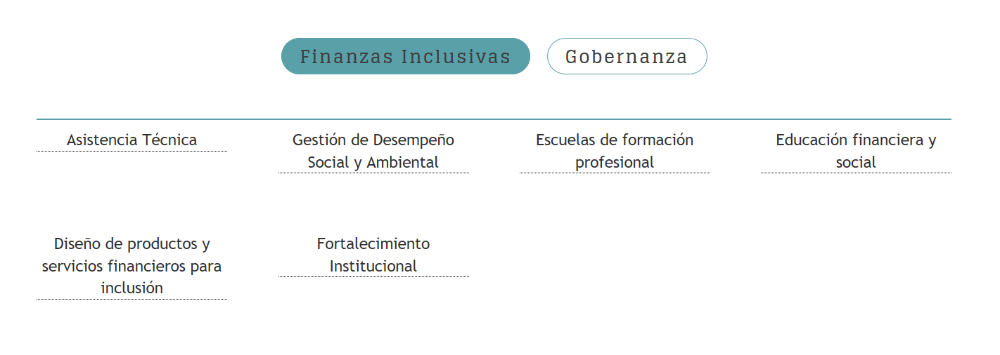 Finanzas Inclusivas
Gobernanza
Asistencia Técnica
Gestión de Desempeño
Social y Ambiental
Escuelas de formación
profesional
Educación financiera y
social
Diseño de productos y
servicios financieros para
inclusión
Fortalecimiento
Institucional